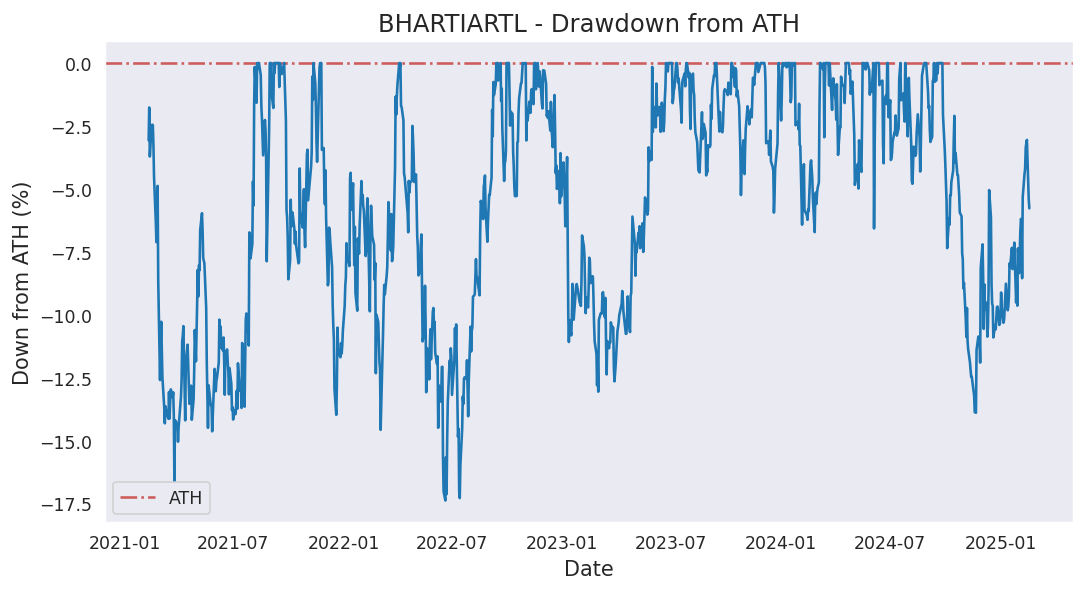 BHARTIARTL - Drawdown from ATH
Down from ATH (%)
0.0
−2.5
−5.0
−7.5
−10.0
−12.5
−15.0
−17.5
ATH
2021-01 2021-07 2022-01 2022-07 2023-01 2023-07 2024-01 2024-07 2025-01
Date